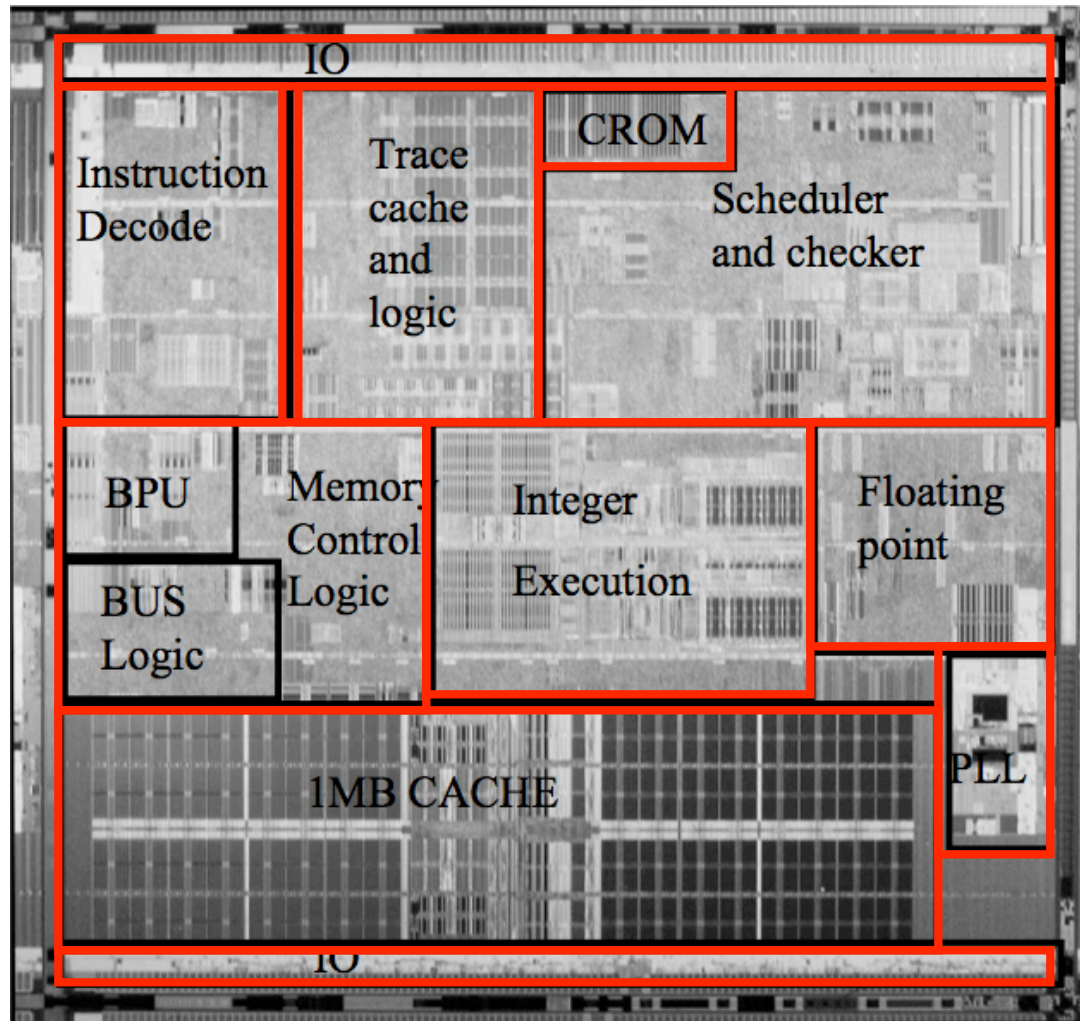 IO
Instruction
Decode
Trace
cache
and
logic
CROM
Scheduler
and checker
BPU
Memory
Control
Logic
BUS
Logic
Integer
Execution
Floating
point
1MB CACHE
PLL
IO